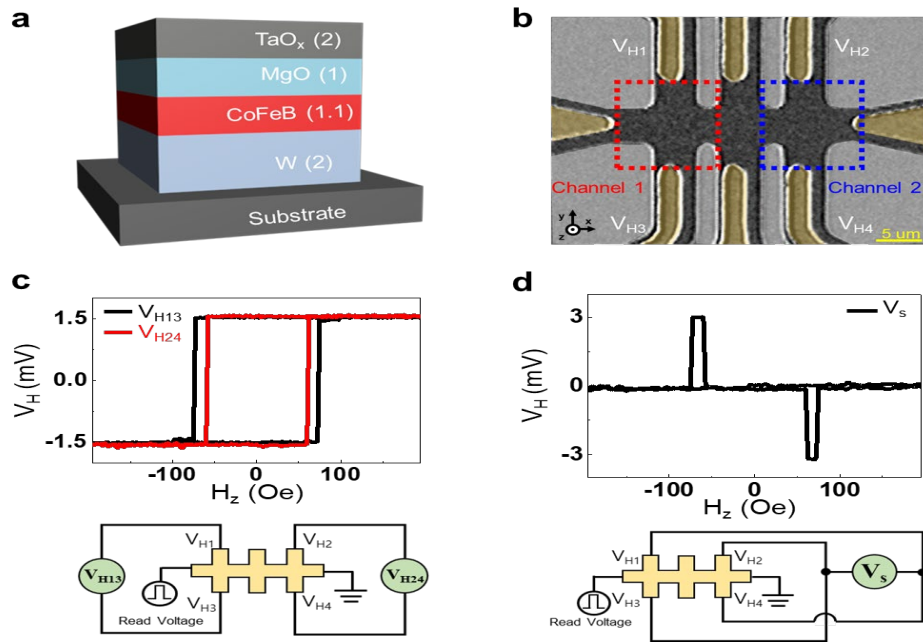 a
TaOx (2)
MgO (1)
CoFeB (1.1)
W (2)
Substrate
b
VH1
VH2
Channel 1
Channel 2
y
x
z
VH3
VH4
5 um
c
VH13
VH24
1.5
0.0
-1.5
VH (mV)
-100 0 100
Hz (Oe)
VH1
VH2
VH13
VH24
VH3
VH4
Read Voltage
d
Vs
3
0
-3
VH (mV)
-100 0 100
Hz (Oe)
VH1
VH2
Vs
VH3
VH4
Read Voltage